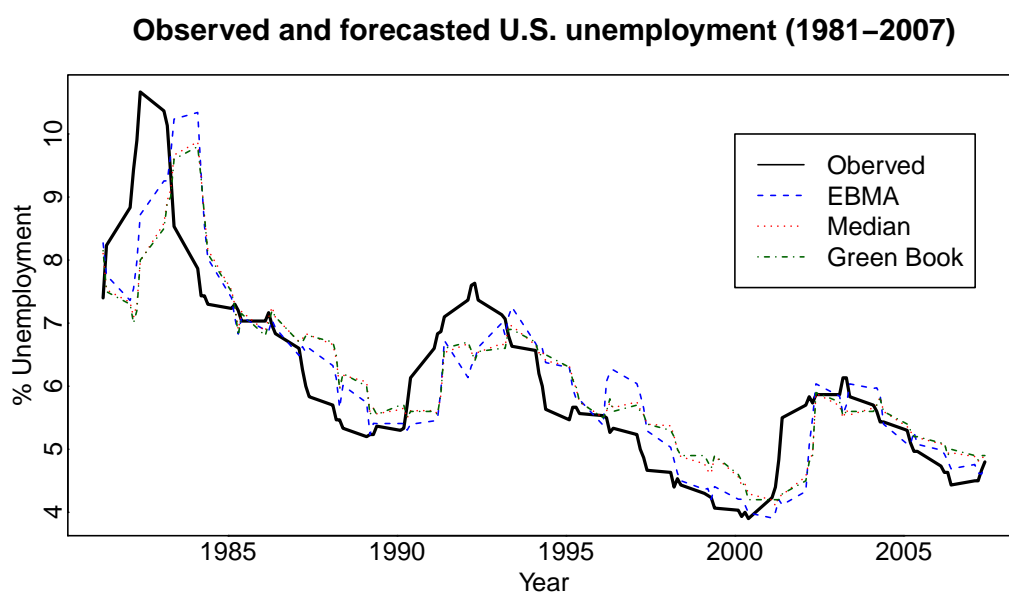 Observed and forecasted U.S. unemployment (1981−2007)
% Unemployment
10
9
8
7
6
5
4
Oberved
EBMA
Median
Green Book
1985
1990
1995
2000
2005
Year